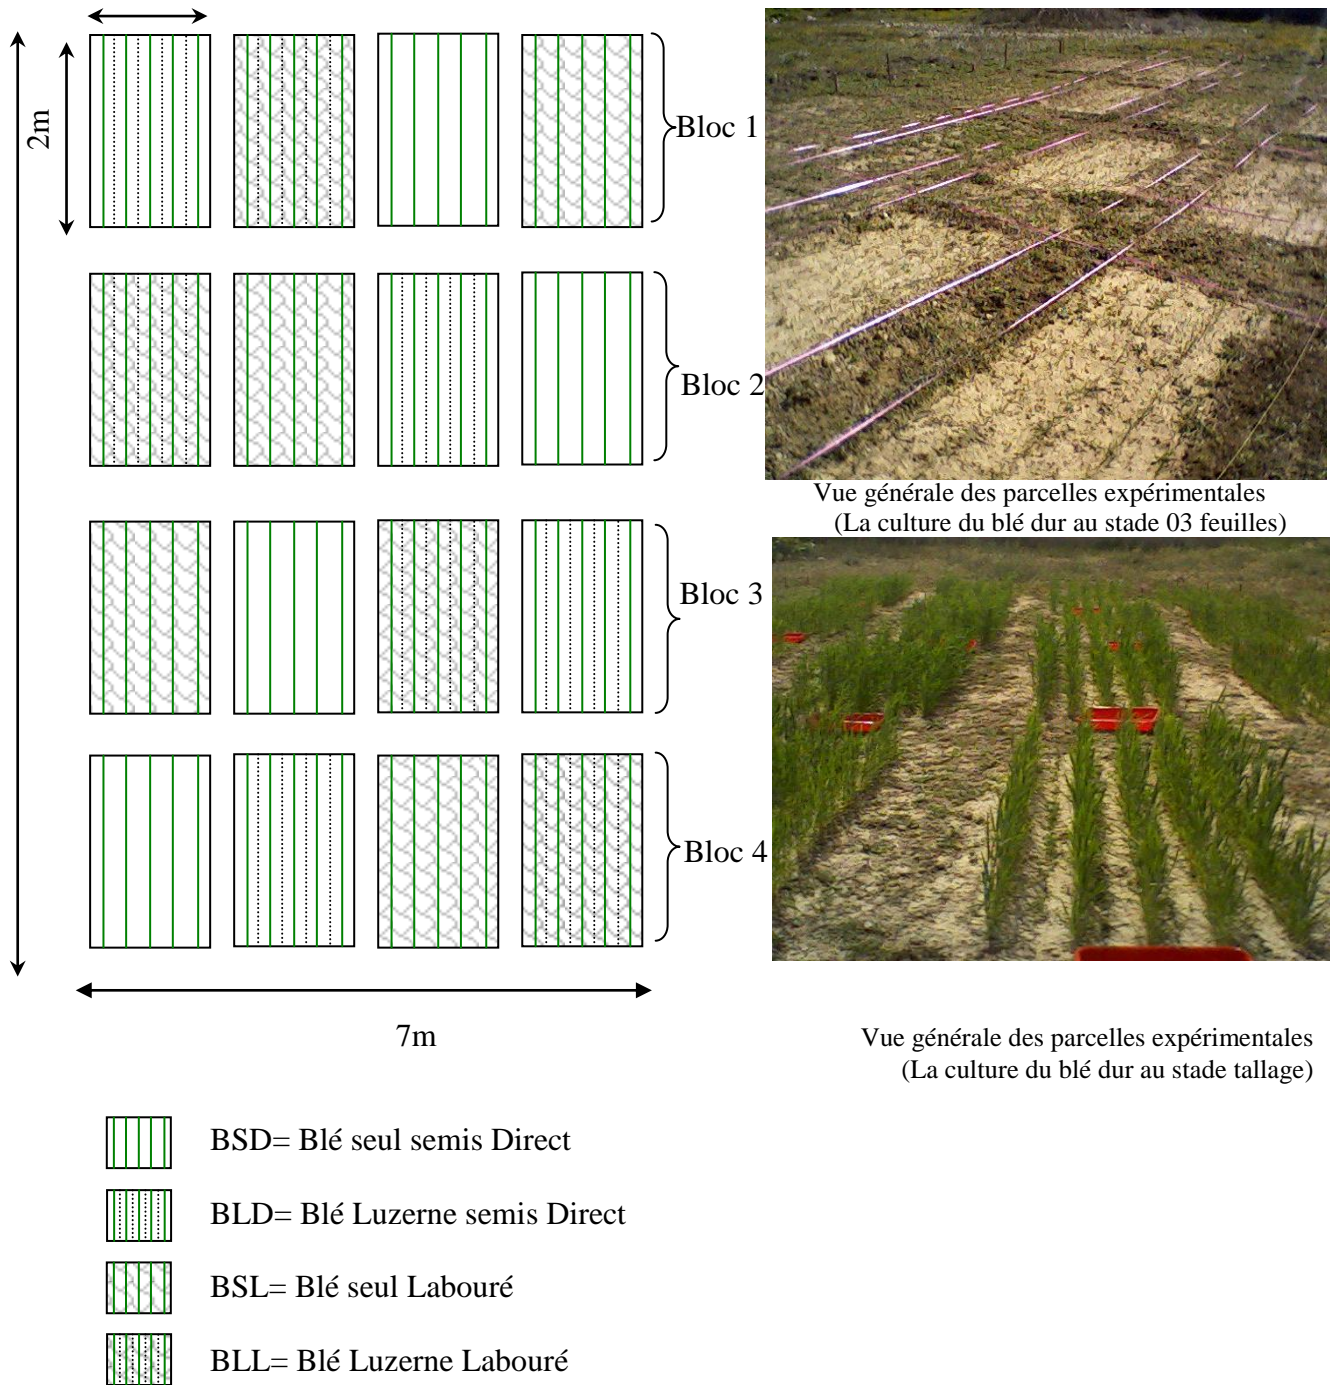 2m
Bloc 1
Bloc 2
Vue générale des parcelles expérimentales
(La culture du blé dur au stade 03 feuilles)
Bloc 3
Bloc 4
7m
Vue générale des parcelles expérimentales
(La culture du blé dur au stade tallage)
BSD= Blé seul semis Direct
BLD= Blé Luzerne semis Direct
BSL= Blé seul Labouré
BLL= Blé Luzerne Labouré